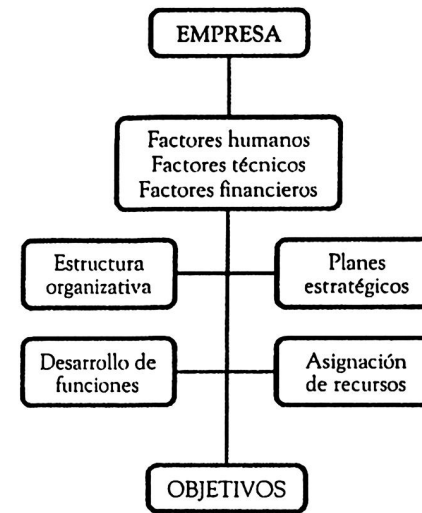 EMPRESA
Factores humanos
Factores técnicos
Factores financieros
Estructura
organizativa
Planes
estratégicos
Desarrollo de
funciones
Asignación
de recursos
OBJETIVOS